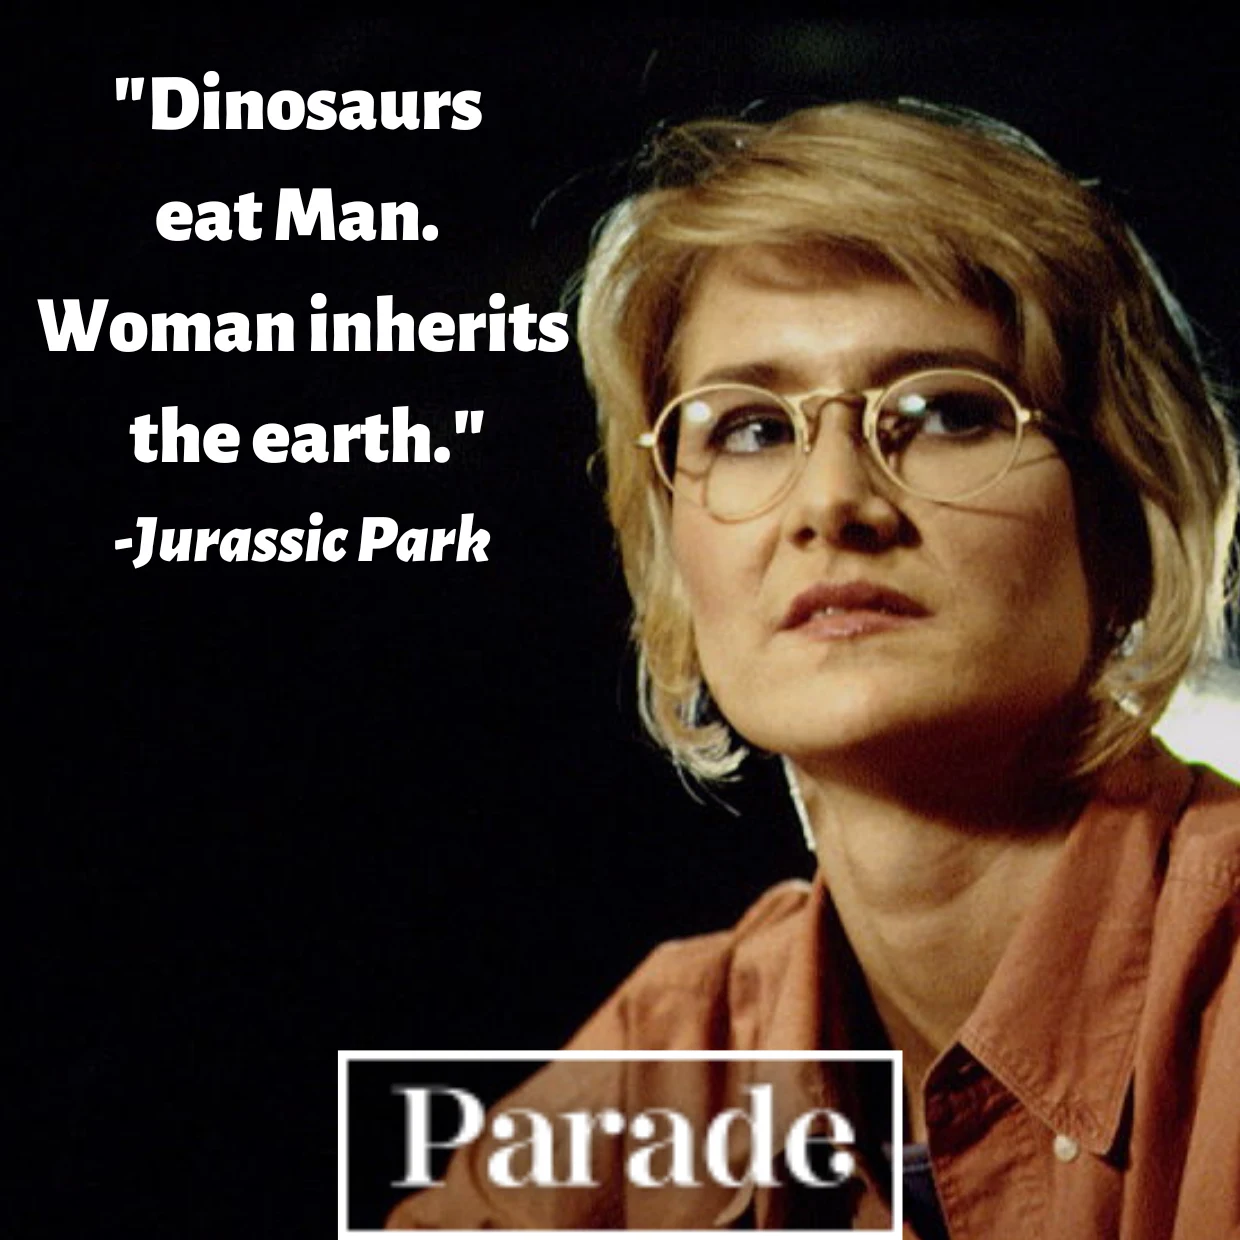 "Dinosaurs
eat Man.
Woman inherits
the earth."
-Jurassic Park
Parade